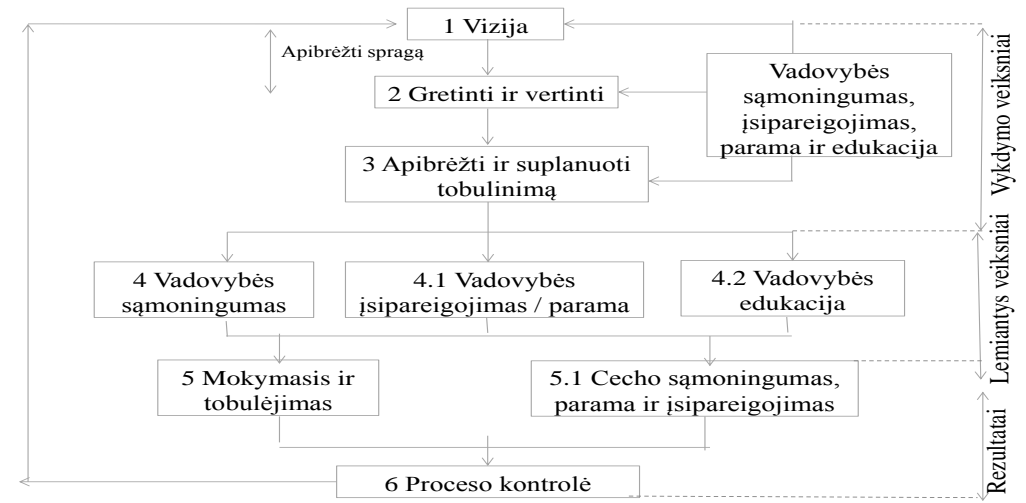 1 Vizija
Apibrėžti spragą
2 Gretinti ir vertinti
Vadovybės
sąmoningumas,
įsipareigojimas,
parama ir edukacija
3 Apibrėžti ir suplanuoti
tobulinimą
Vykdymo veiksniai
4 Vadovybės
sąmoningumas
4.1 Vadovybės
įsipareigojimas / parama
4.2 Vadovybės
edukacija
Lemiantys veiksniai
5 Mokymasis ir
tobulėjimas
5.1 Cecho sąmoningumas,
parama ir įsipareigojimas
6 Proceso kontrolė
Rezultatai